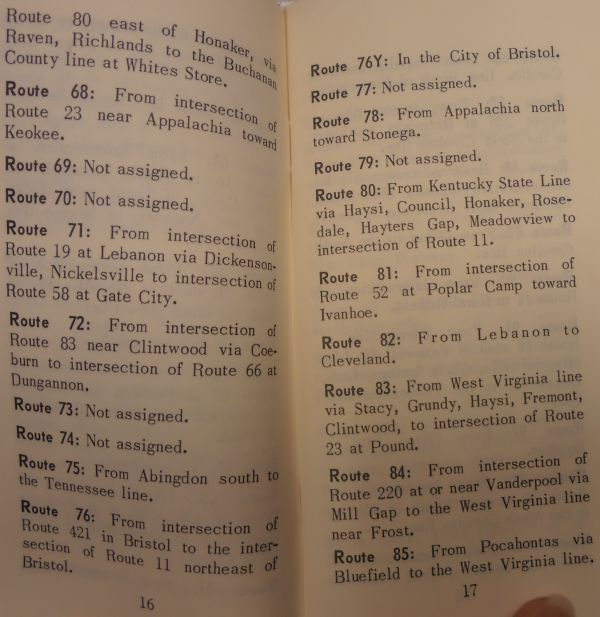 Route 80 east of Honaker, via
Raven, Richlands to the Buchanan
County line at Whites Store.
Route 68: From intersection of
Route 23 near Appalachia toward
Keokee.
Route 69: Not assigned.
Route 70: Not assigned.
Route 71: From intersection of
Route 19 at Lebanon via Dickenson-
ville, Nickelsville to intersection of
Route 58 at Gate City.
Route 72: From intersection of
Route 83 near Clintwood via Coe-
burn to intersection of Route 66 at
Dungannon.
Route 73: Not assigned.
Route 74: Not assigned.
Route 75: From Abingdon south to
the Tennessee line.
Route 76: From intersection of
Route 421 in Bristol to the inter-
section of Route 11 northeast of
Bristol.
16
Route 76Y: In the City of Bristol.
Route 77: Not assigned.
Route 78: From Appalachia north
toward Stonega.
Route 79: Not assigned.
Route 80: From Kentucky State Line
via Haysi, Council, Honaker, Rose-
dale, Hayters Gap, Meadowview to
intersection of Route 11.
Route 81: From intersection of
Route 52 at Poplar Camp toward
Ivanhoe.
Route 82: From Lebanon to
Cleveland.
Route 83: From West Virginia line
via Stacy, Grundy, Haysi, Fremont,
Clintwood, to intersection of Route
23 at Pound.
Route 84: From intersection of
Route 220 at or near Vanderpool via
Mill Gap to the West Virginia line
near Frost.
Route 85: From Pocahontas via
Bluefield to the West Virginia line.
17